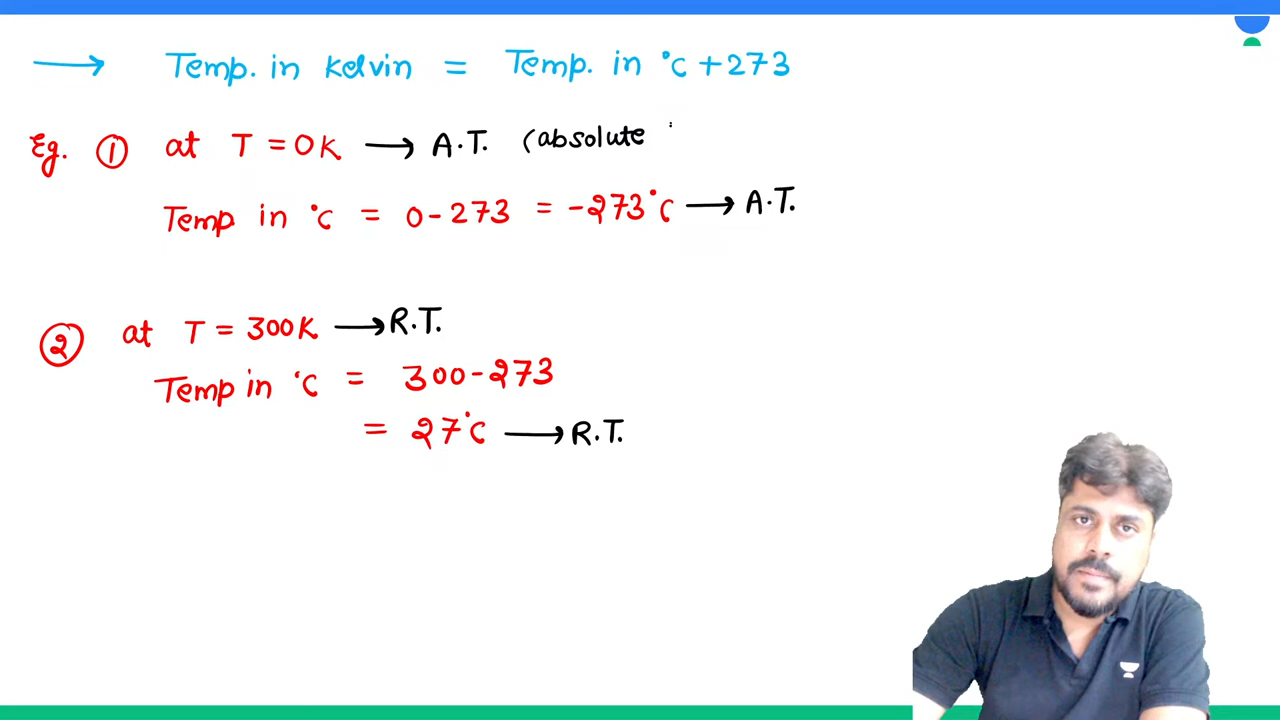 → Temp. in kelvin = Temp. in °C + 273
Eg. ① at T = 0K → A.T. (absolute
Temp in °C = 0 - 273 = -273°C → A.T.
② at T = 300K → R.T.
Temp in °C = 300 - 273
= 27°C → R.T.